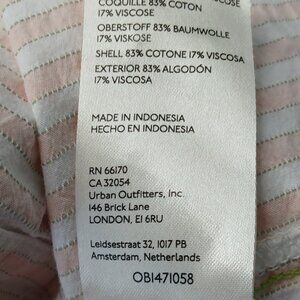 COQUILLE 83% COTON
17% VISCOSE
OBERSTOFF 83% BAUMWOLLE
17% VISKOSE
SHELL 83% COTONE 17% VISCOSA
EXTERIOR 83% ALGODÓN
17% VISCOSA
MADE IN INDONESIA
HECHO EN INDONESIA
RN 66170
CA 32054
Urban Outfitters, Inc.
146 Brick Lane
LONDON, E1 6RU
Leidsestraat 32, 1017 PB
Amsterdam, Netherlands
OB1471058